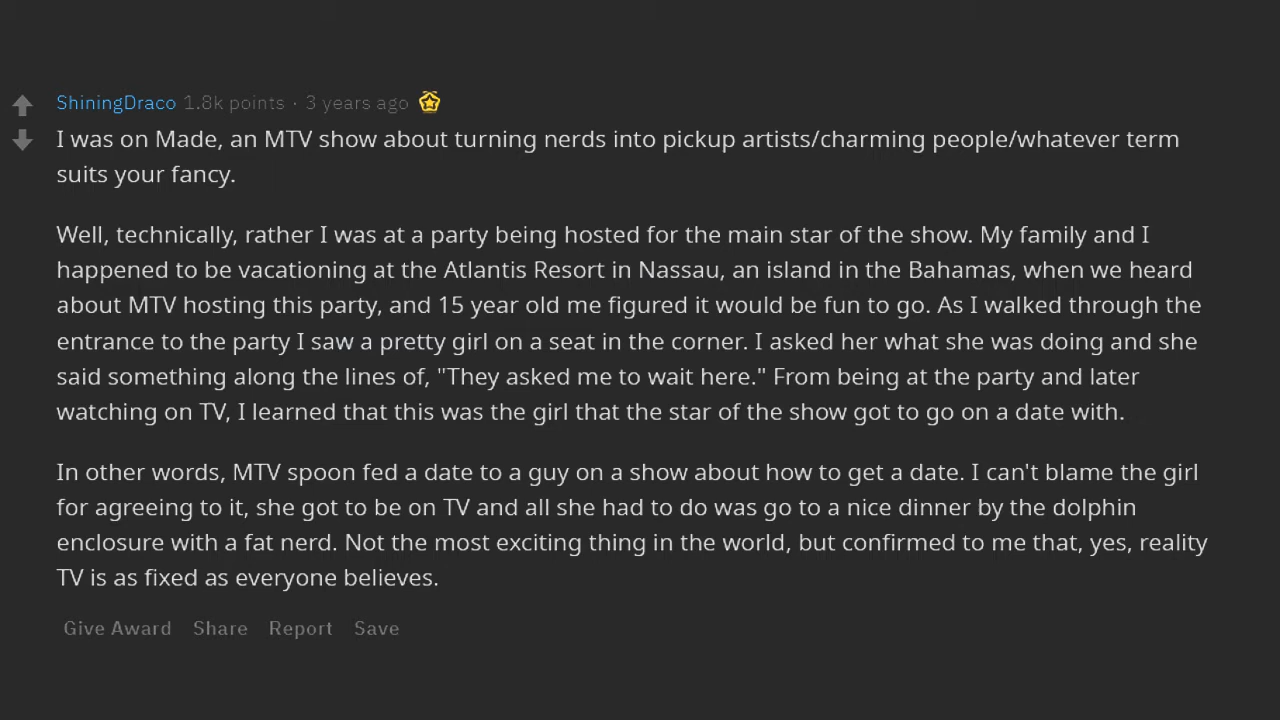 ShiningDraco 1.8k points · 3 years ago
I was on Made, an MTV show about turning nerds into pickup artists/charming people/whatever term
suits your fancy.
Well, technically, rather I was at a party being hosted for the main star of the show. My family and I
happened to be vacationing at the Atlantis Resort in Nassau, an island in the Bahamas, when we heard
about MTV hosting this party, and 15 year old me figured it would be fun to go. As I walked through the
entrance to the party I saw a pretty girl on a seat in the corner. I asked her what she was doing and she
said something along the lines of, "They asked me to wait here." From being at the party and later
watching on TV, I learned that this was the girl that the star of the show got to go on a date with.
In other words, MTV spoon fed a date to a guy on a show about how to get a date. I can't blame the girl
for agreeing to it, she got to be on TV and all she had to do was go to a nice dinner by the dolphin
enclosure with a fat nerd. Not the most exciting thing in the world, but confirmed to me that, yes, reality
TV is as fixed as everyone believes.
Give Award Share Report Save